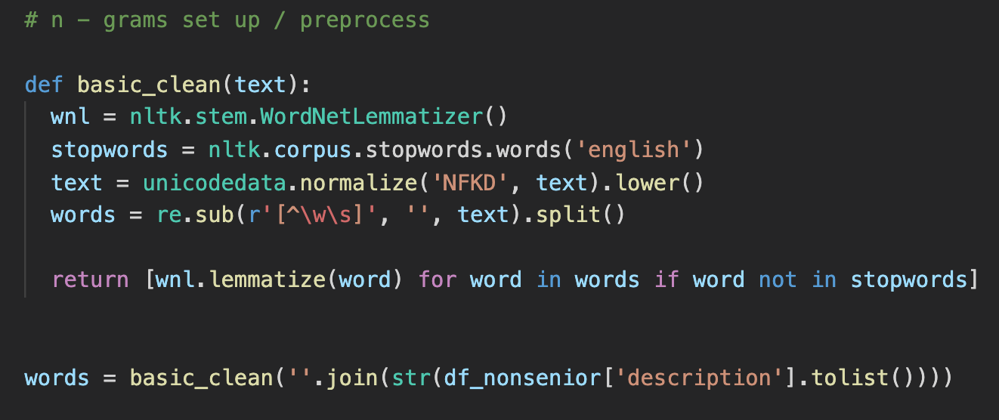 # n - grams set up / preprocess
def basic_clean(text):
  wnl = nltk.stem.WordNetLemmatizer()
  stopwords = nltk.corpus.stopwords.words('english')
  text = unicodedata.normalize('NFKD', text).lower()
  words = re.sub(r'[^\w\s]', '', text).split()
  return [wnl.lemmatize(word) for word in words if word not in stopwords]
words = basic_clean(''.join(str(df_nonsenior['description'].tolist())))